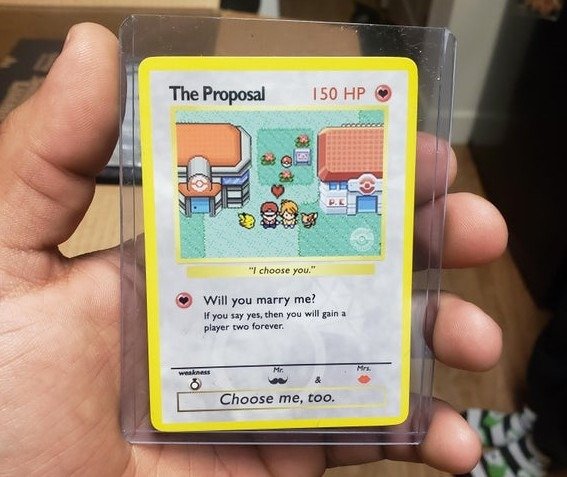 The Proposal 150 HP
P.C
"I choose you."
Will you marry me?
If you say yes, then you will gain a
player two forever.
weakness Mr. & Mrs.
Choose me, too.